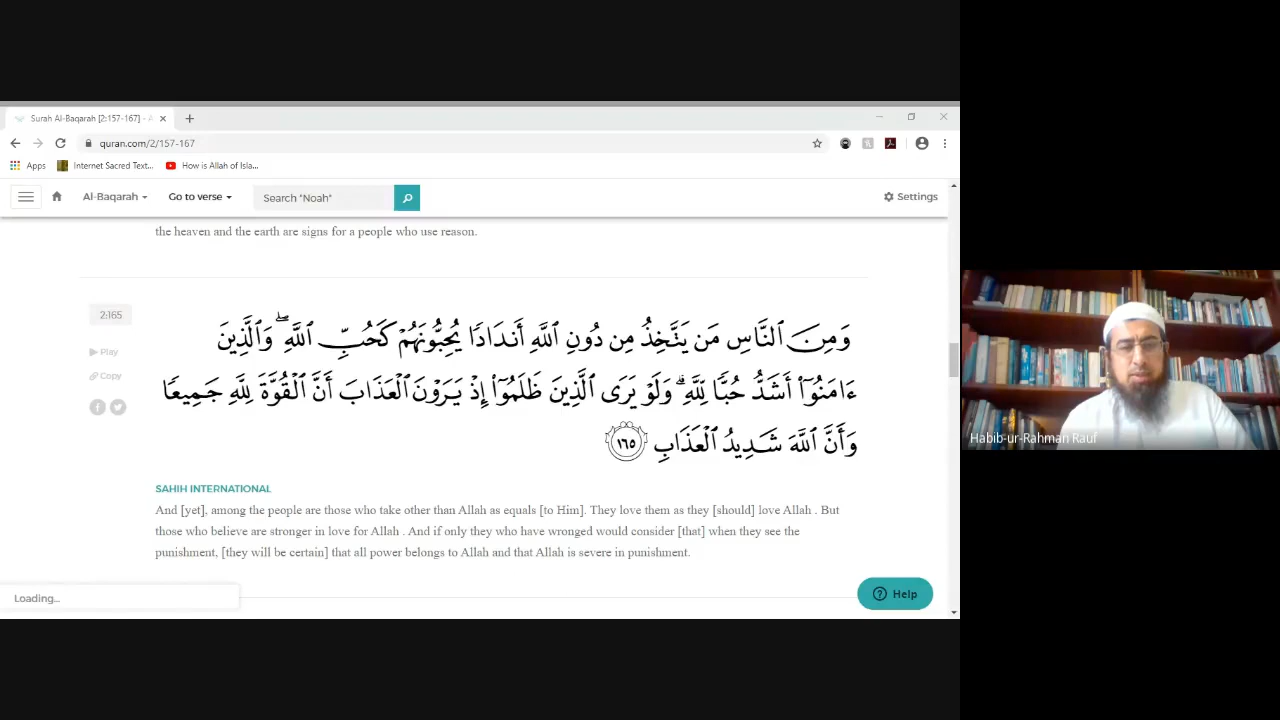 Surah Al-Baqarah [2:157-167] - A
quran.com/2/157-167
Apps
Internet Sacred Text...
How is Allah of Isla...
Al-Baqarah
Go to verse
Search "Noah"
Settings
the heaven and the earth are signs for a people who use reason.
2:165
وَمِنَ ٱلنَّاسِ مَن يَتَّخِذُ مِن دُونِ ٱللَّهِ أَندَادًا يُحِبُّونَهُمْ كَحُبِّ ٱللَّهِ ۖ وَٱلَّذِينَ
Play
Copy
ءَامَنُوٓا۟ أَشَدُّ حُبًّا لِّلَّهِ ۗ وَلَوْ يَرَى ٱلَّذِينَ ظَلَمُوٓا۟ إِذْ يَرَوْنَ ٱلْعَذَابَ أَنَّ ٱلْقُوَّةَ لِلَّهِ جَمِيعًا
وَأَنَّ ٱللَّهَ شَدِيدُ ٱلْعَذَابِ ١٦٥
SAHIH INTERNATIONAL
And [yet], among the people are those who take other than Allah as equals [to Him]. They love them as they [should] love Allah . But
those who believe are stronger in love for Allah . And if only they who have wronged would consider [that] when they see the
punishment, [they will be certain] that all power belongs to Allah and that Allah is severe in punishment.
Loading...
Help
Habib-ur-Rahman Rauf